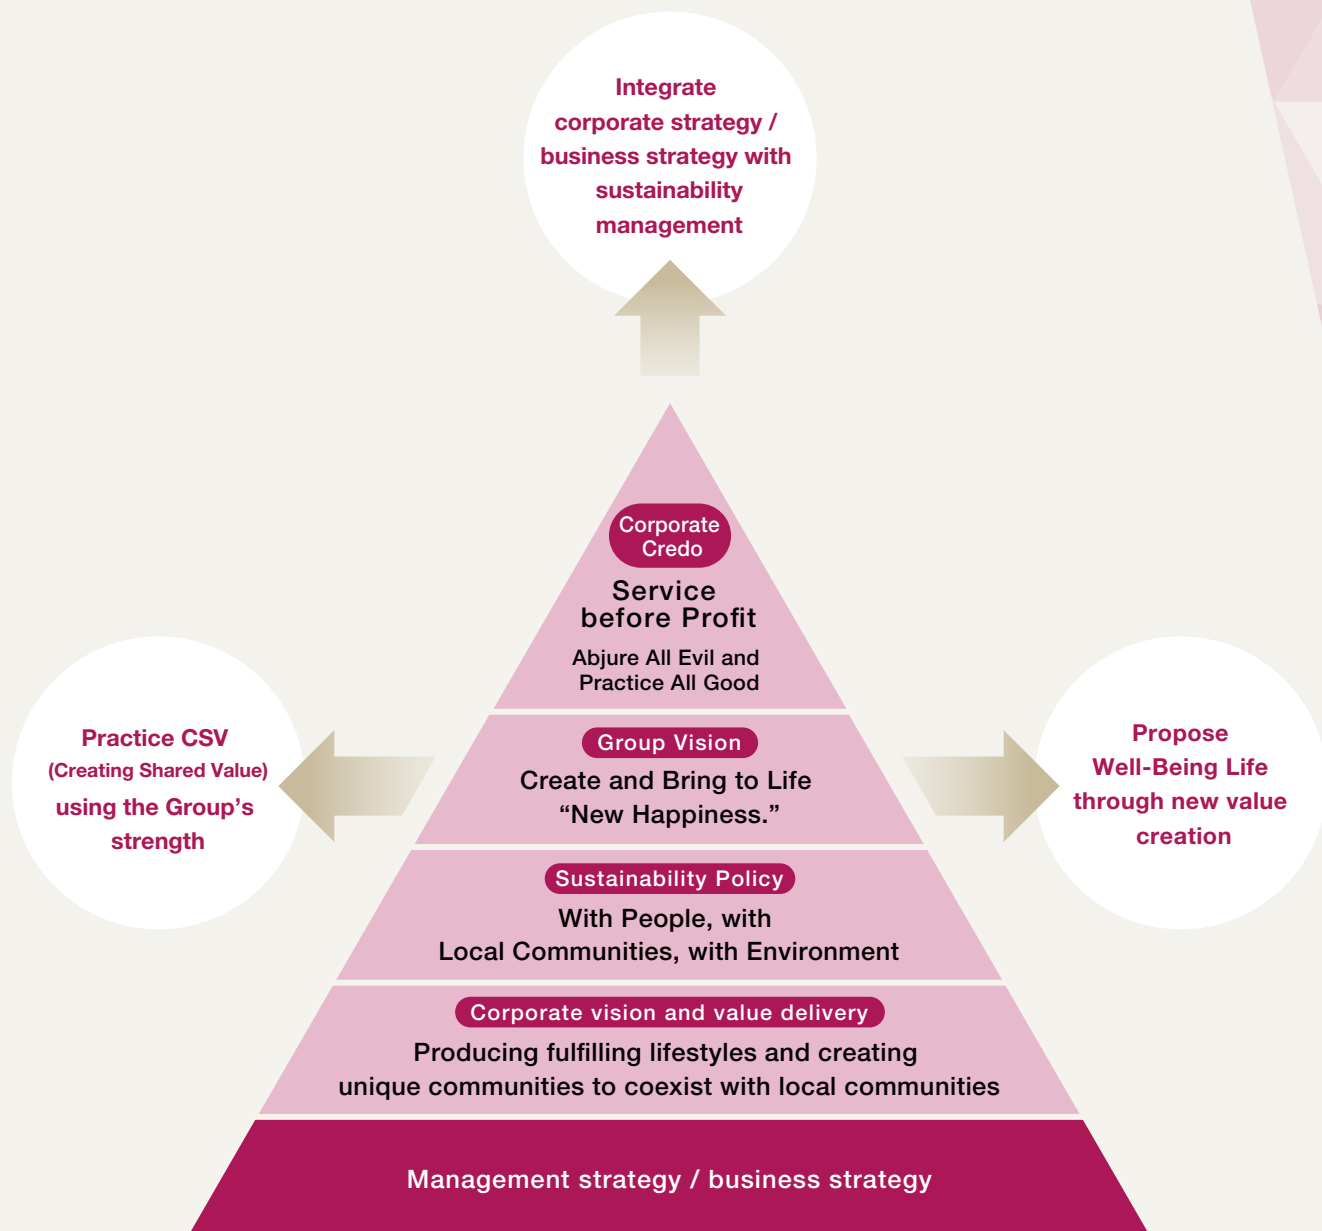 Integrate
corporate strategy /
business strategy with
sustainability
management
Corporate
Credo
Service
before Profit
Abjure All Evil and
Practice All Good
Practice CSV
(Creating Shared Value)
using the Group’s
strength
Group Vision
Create and Bring to Life
“New Happiness.”
Propose
Well-Being Life
through new value
creation
Sustainability Policy
With People, with
Local Communities, with Environment
Corporate vision and value delivery
Producing fulfilling lifestyles and creating
unique communities to coexist with local communities
Management strategy / business strategy